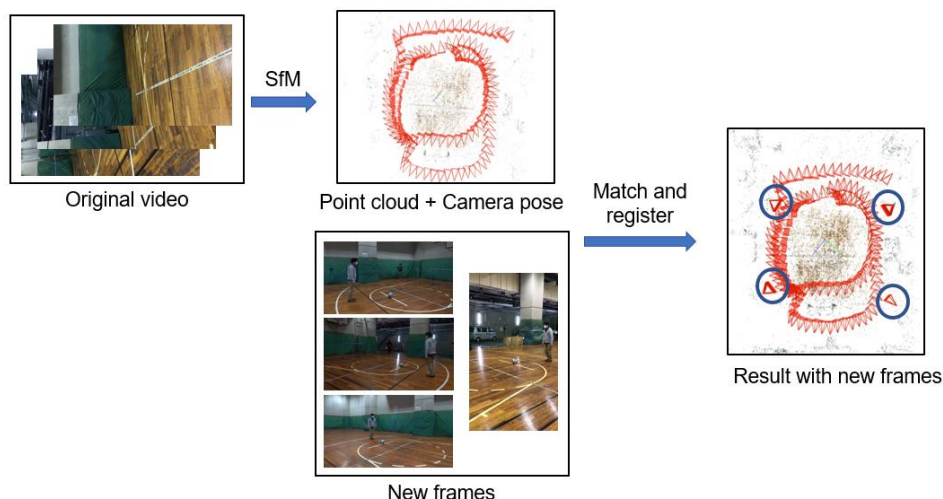 SfM
Original video
Point cloud + Camera pose
Match and
register
New frames
Result with new frames